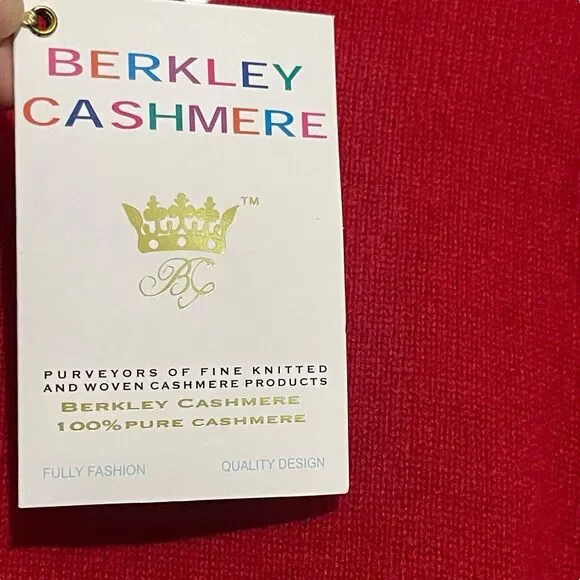 BERKLEY
CASHMERE
TM
BC
PURVEYORS OF FINE KNITTED
AND WOVEN CASHMERE PRODUCTS
BERKLEY CASHMERE
100% PURE CASHMERE
FULLY FASHION QUALITY DESIGN